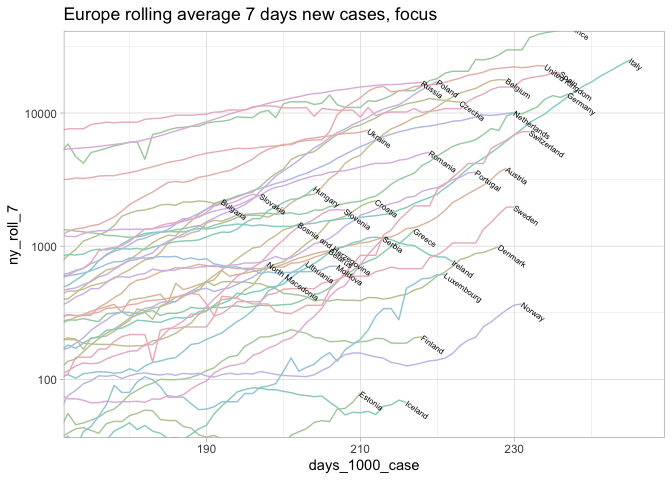 Europe rolling average 7 days new cases, focus
Italy
United Kingdom
Poland
Russia
Belgium
Germany
Czechia
10000
Netherlands
Switzerland
Ukraine
Romania
Portugal
Austria
Hungary
Slovakia
Bulgaria
Croatia
Slovenia
Sweden
Bosnia and Herzegovina
Greece
Serbia
1000
Denmark
Ireland
North Macedonia
Lithuania
Moldova
Luxembourg
Norway
Finland
100
Estonia
Iceland
ny_roll_7
190
210
230
days_1000_case